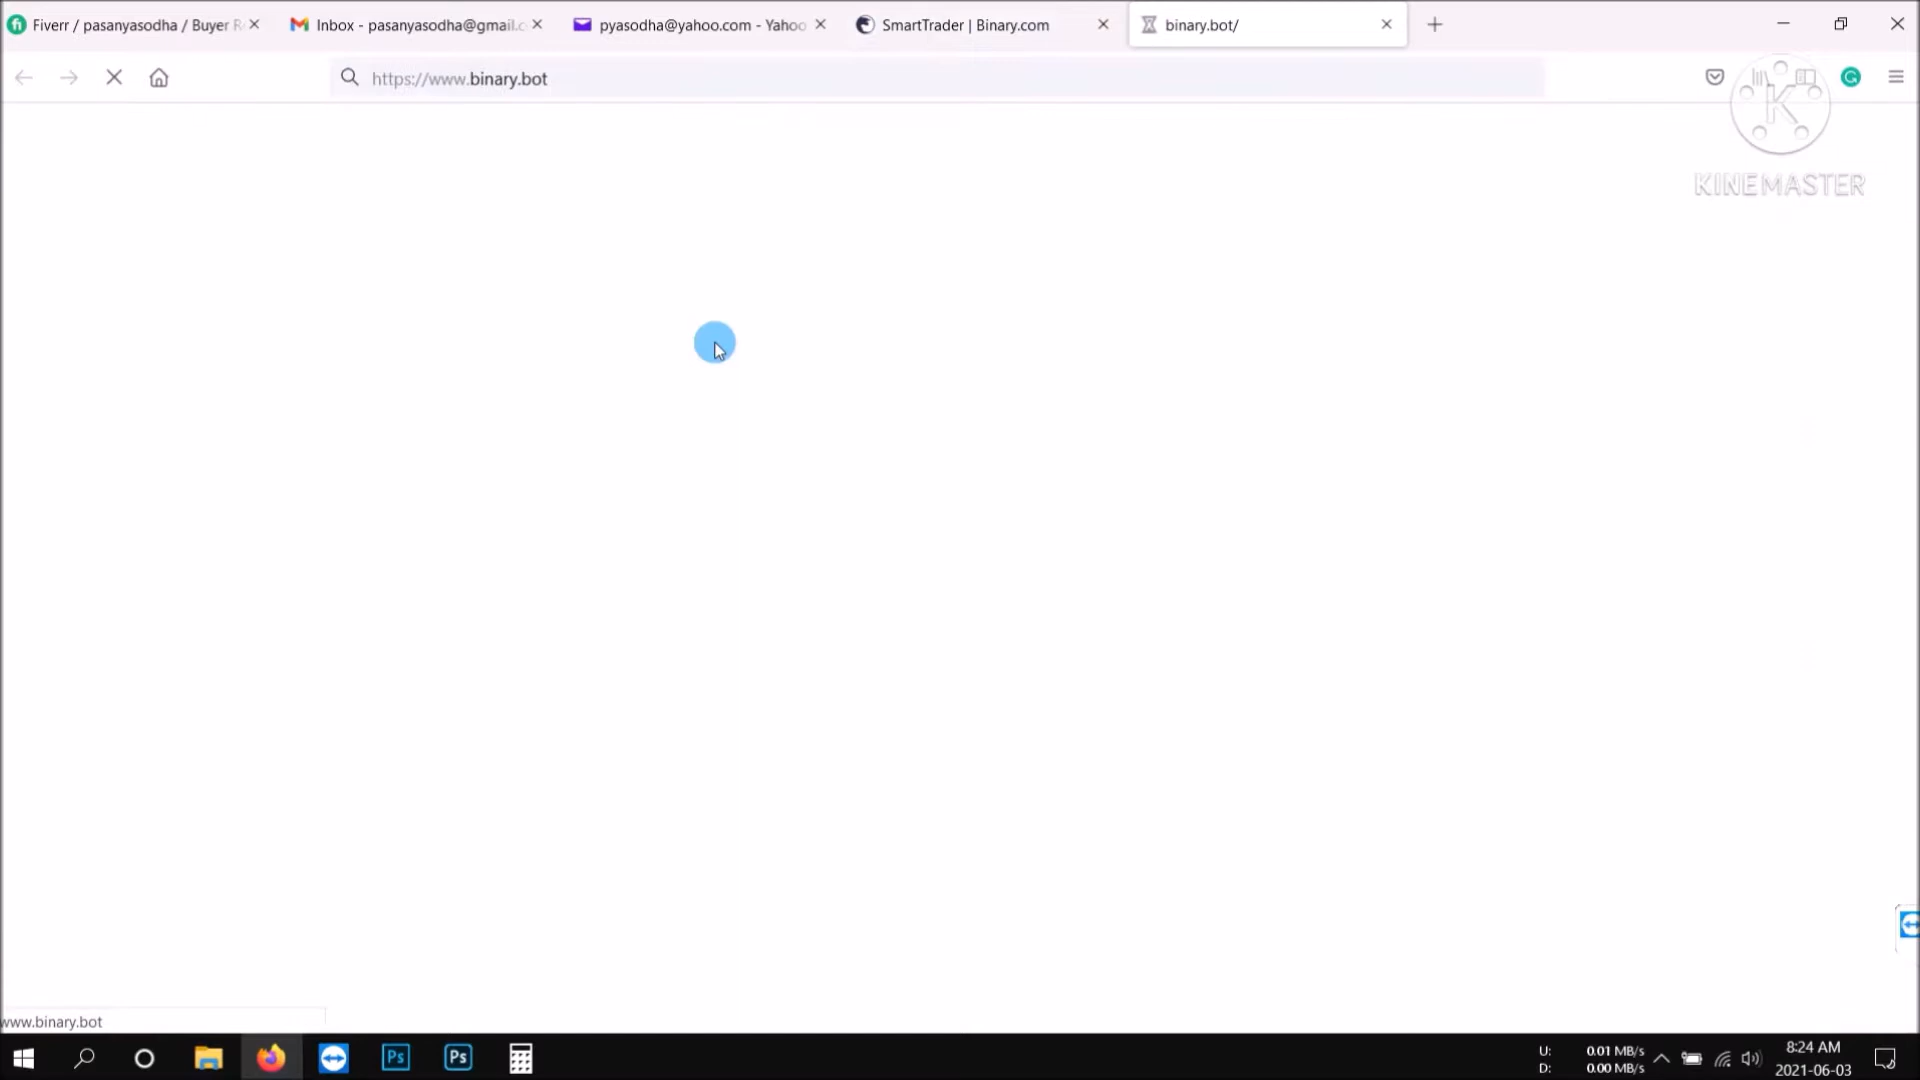 Fiverr / pasanyasodha / Buyer R
Inbox - pasanyasodha@gmail.c
pyasodha@yahoo.com - Yahoo
SmartTrader | Binary.com
binary.bot/
https://www.binary.bot
KINEMASTER
www.binary.bot
U: 0.01 MB/s
D: 0.00 MB/s
8:24 AM
2021-06-03